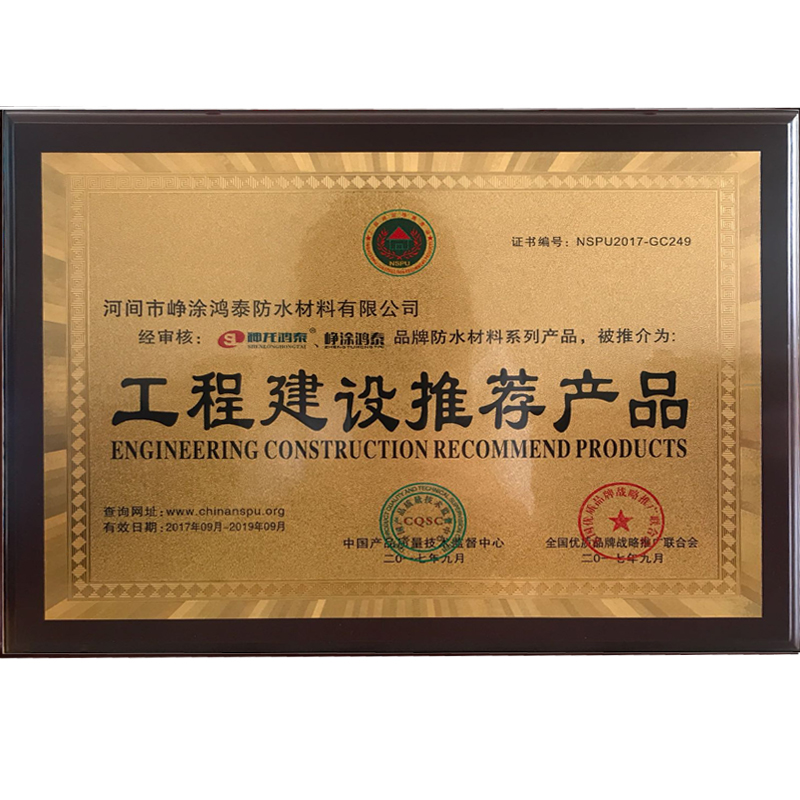 NSPU
证书编号：NSPU2017-GC249
河间市峥涂鸿泰防水材料有限公司
经审核：神龙鸿泰®、峥涂鸿泰 品牌防水材料系列产品，被推介为：
SHENLONGHONGTAI
工程建设推荐产品
ENGINEERING CONSTRUCTION RECOMMEND PRODUCTS
查询网址：www.chinanspu.org
有效日期：2017年09月-2019年09月
CQSC
中国产品质量技术监督中心
二〇一七年九月
全国优质品牌战略推广联合会
二〇一七年九月